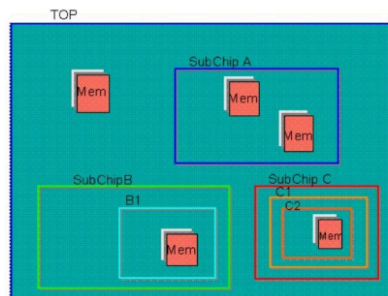 TOP
SubChip A
Mem
Mem
Mem
SubChipB
B1
Mem
SubChip C
C1
C2
Mem